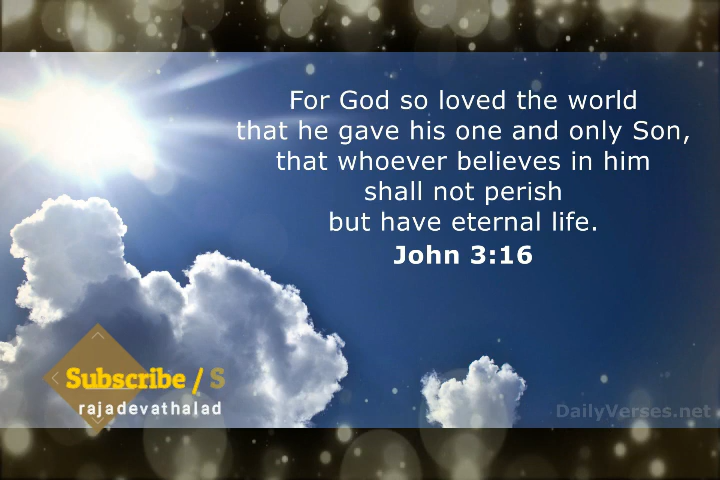 For God so loved the world
that he gave his one and only Son,
that whoever believes in him
shall not perish
but have eternal life.
John 3:16
Subscribe / S
rajadevathalad
DailyVerses.net